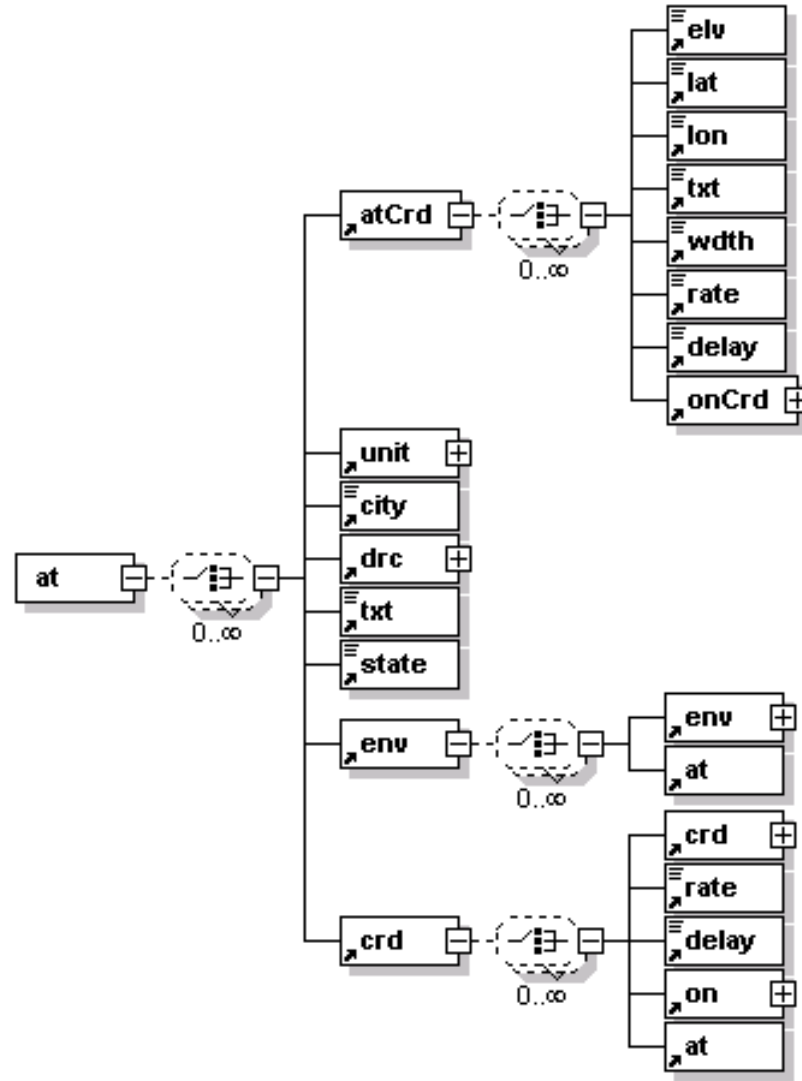 elv
lat
lon
txt
wdth
rate
delay
onCrd
atCrd
0..∞
unit
city
drc
txt
state
at
0..∞
env
0..∞
env
at
crd
0..∞
crd
rate
delay
on
at